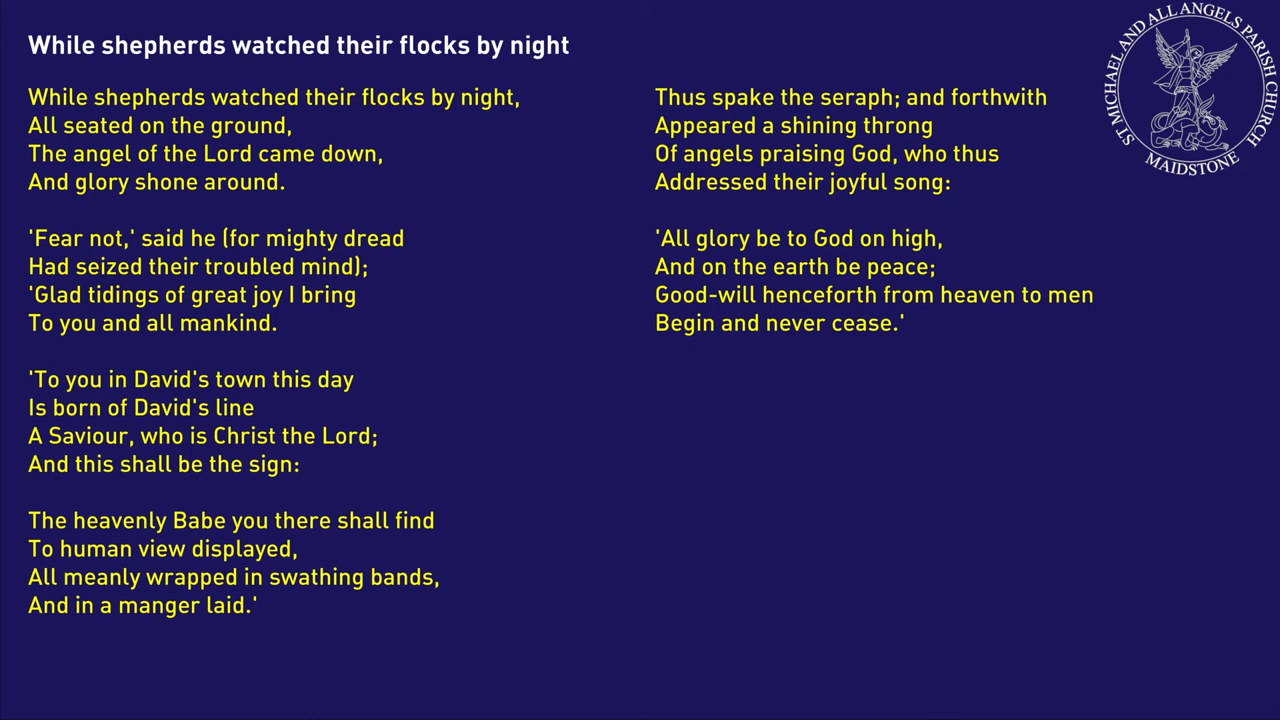 While shepherds watched their flocks by night
While shepherds watched their flocks by night,
All seated on the ground,
The angel of the Lord came down,
And glory shone around.
'Fear not,' said he (for mighty dread
Had seized their troubled mind);
'Glad tidings of great joy I bring
To you and all mankind.
'To you in David's town this day
Is born of David's line
A Saviour, who is Christ the Lord;
And this shall be the sign:
The heavenly Babe you there shall find
To human view displayed,
All meanly wrapped in swathing bands,
And in a manger laid.'
Thus spake the seraph; and forthwith
Appeared a shining throng
Of angels praising God, who thus
Addressed their joyful song:
'All glory be to God on high,
And on the earth be peace;
Good-will henceforth from heaven to men
Begin and never cease.'
ST MICHAEL AND ALL ANGELS PARISH CHURCH
MAIDSTONE